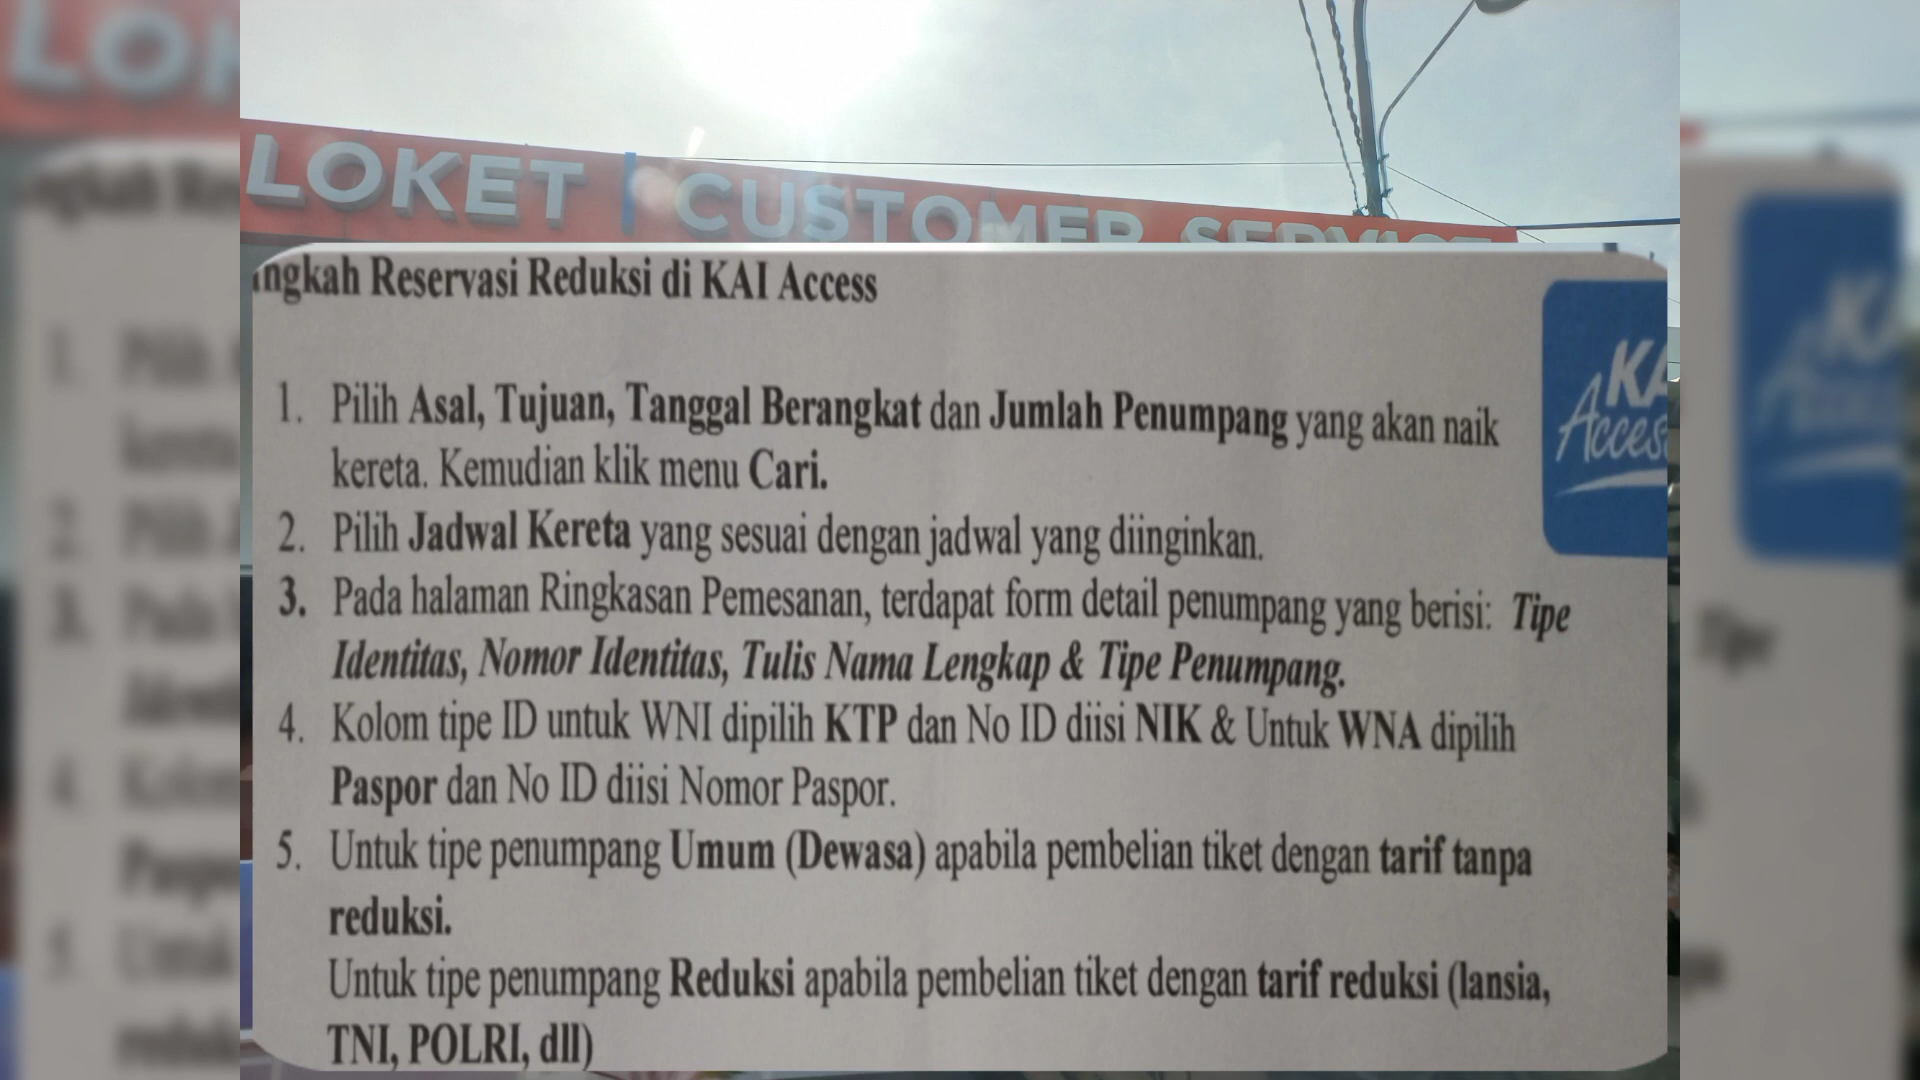 LOKET | CUSTOMER SERVICE
ngkah Reservasi Reduksi di KAI Access
KA
Acces
1. Pilih Asal, Tujuan, Tanggal Berangkat dan Jumlah Penumpang yang akan naik
kereta. Kemudian klik menu Cari.
2. Pilih Jadwal Kereta yang sesuai dengan jadwal yang diinginkan.
3. Pada halaman Ringkasan Pemesanan, terdapat form detail penumpang yang berisi: Tipe
Identitas, Nomor Identitas, Tulis Nama Lengkap & Tipe Penumpang.
4. Kolom tipe ID untuk WNI dipilih KTP dan No ID diisi NIK & Untuk WNA dipilih
Paspor dan No ID diisi Nomor Paspor.
5. Untuk tipe penumpang Umum (Dewasa) apabila pembelian tiket dengan tarif tanpa
reduksi.
Untuk tipe penumpang Reduksi apabila pembelian tiket dengan tarif reduksi (lansia,
TNI, POLRI, dll)